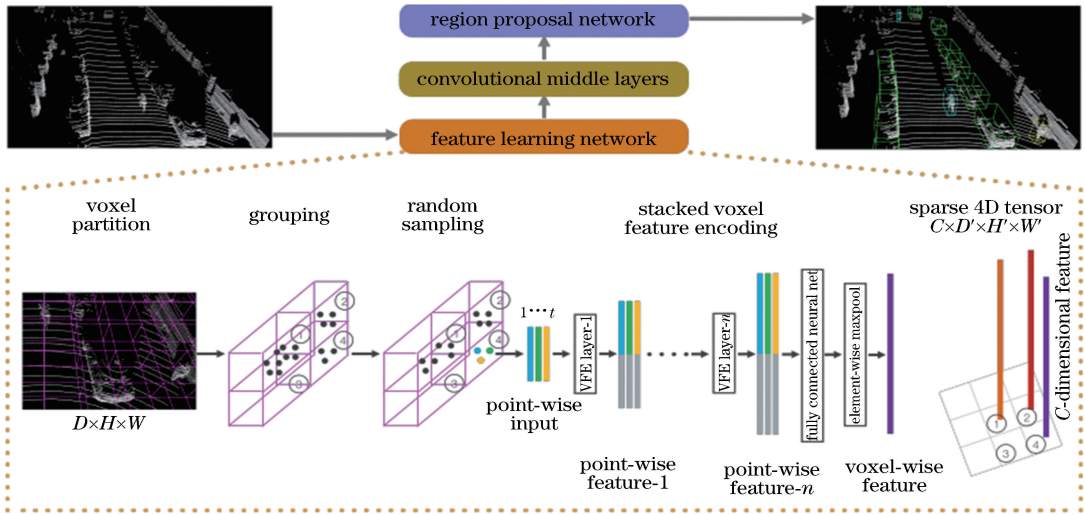 region proposal network
convolutional middle layers
feature learning network
voxel
partition
grouping
random
sampling
stacked voxel
feature encoding
sparse 4D tensor
C×D′×H′×W′
D×H×W
1
2
3
4
1
2
3
4
1···t
point-wise
input
VFE layer-1
point-wise
feature-1
VFE layer-n
point-wise
feature-n
fully connected neural net
element-wise maxpool
voxel-wise
feature
1
2
3
4
C-dimensional feature